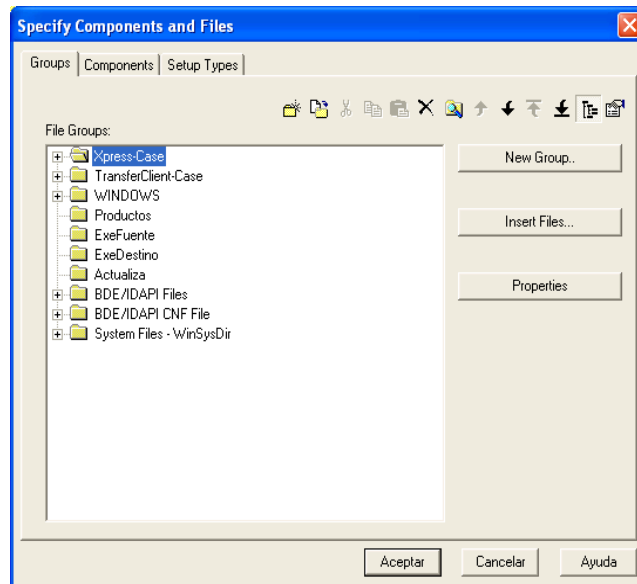 Specify Components and Files
Groups Components Setup Types
File Groups:
Xpress-Case
TransferClient-Case
WINDOWS
Productos
ExeFuente
ExeDestino
Actualiza
BDE/IDAPI Files
BDE/IDAPI CNF File
System Files - WinSysDir
New Group..
Insert Files...
Properties
Aceptar Cancelar Ayuda